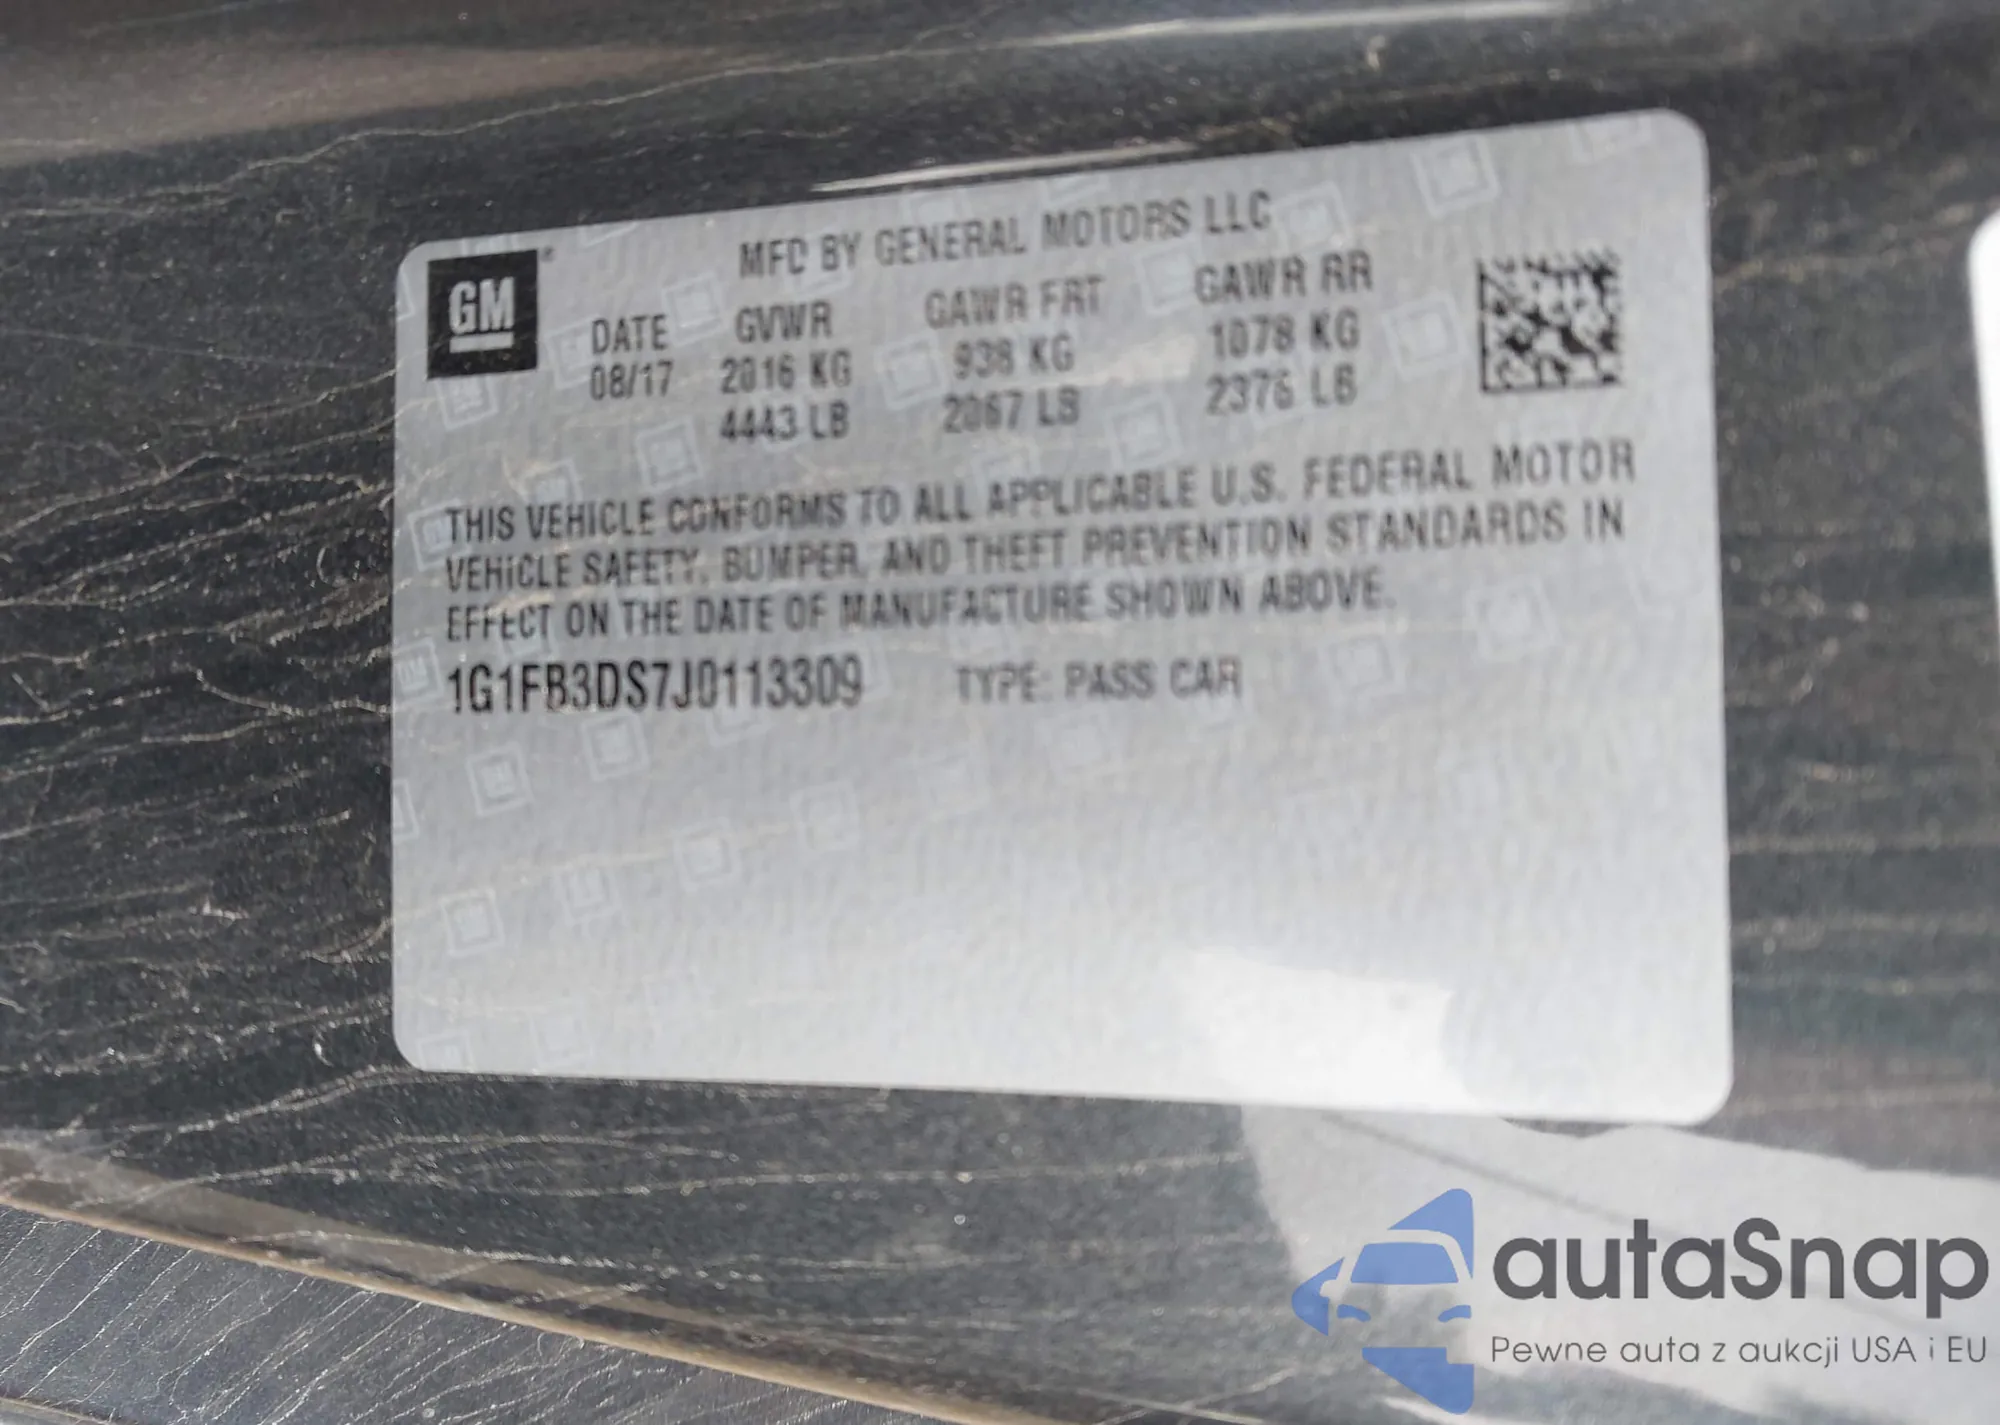 MFD BY GENERAL MOTORS LLC
GM
DATE GVWR GAWR FRT GAWR RR
08/17 2016 KG 938 KG 1078 KG
4443 LB 2067 LB 2376 LB
THIS VEHICLE CONFORMS TO ALL APPLICABLE U.S. FEDERAL MOTOR
VEHICLE SAFETY, BUMPER, AND THEFT PREVENTION STANDARDS IN
EFFECT ON THE DATE OF MANUFACTURE SHOWN ABOVE.
1G1FB3DS7J0113309 TYPE: PASS CAR
autaSnap
Pewne auta z aukcji USA i EU